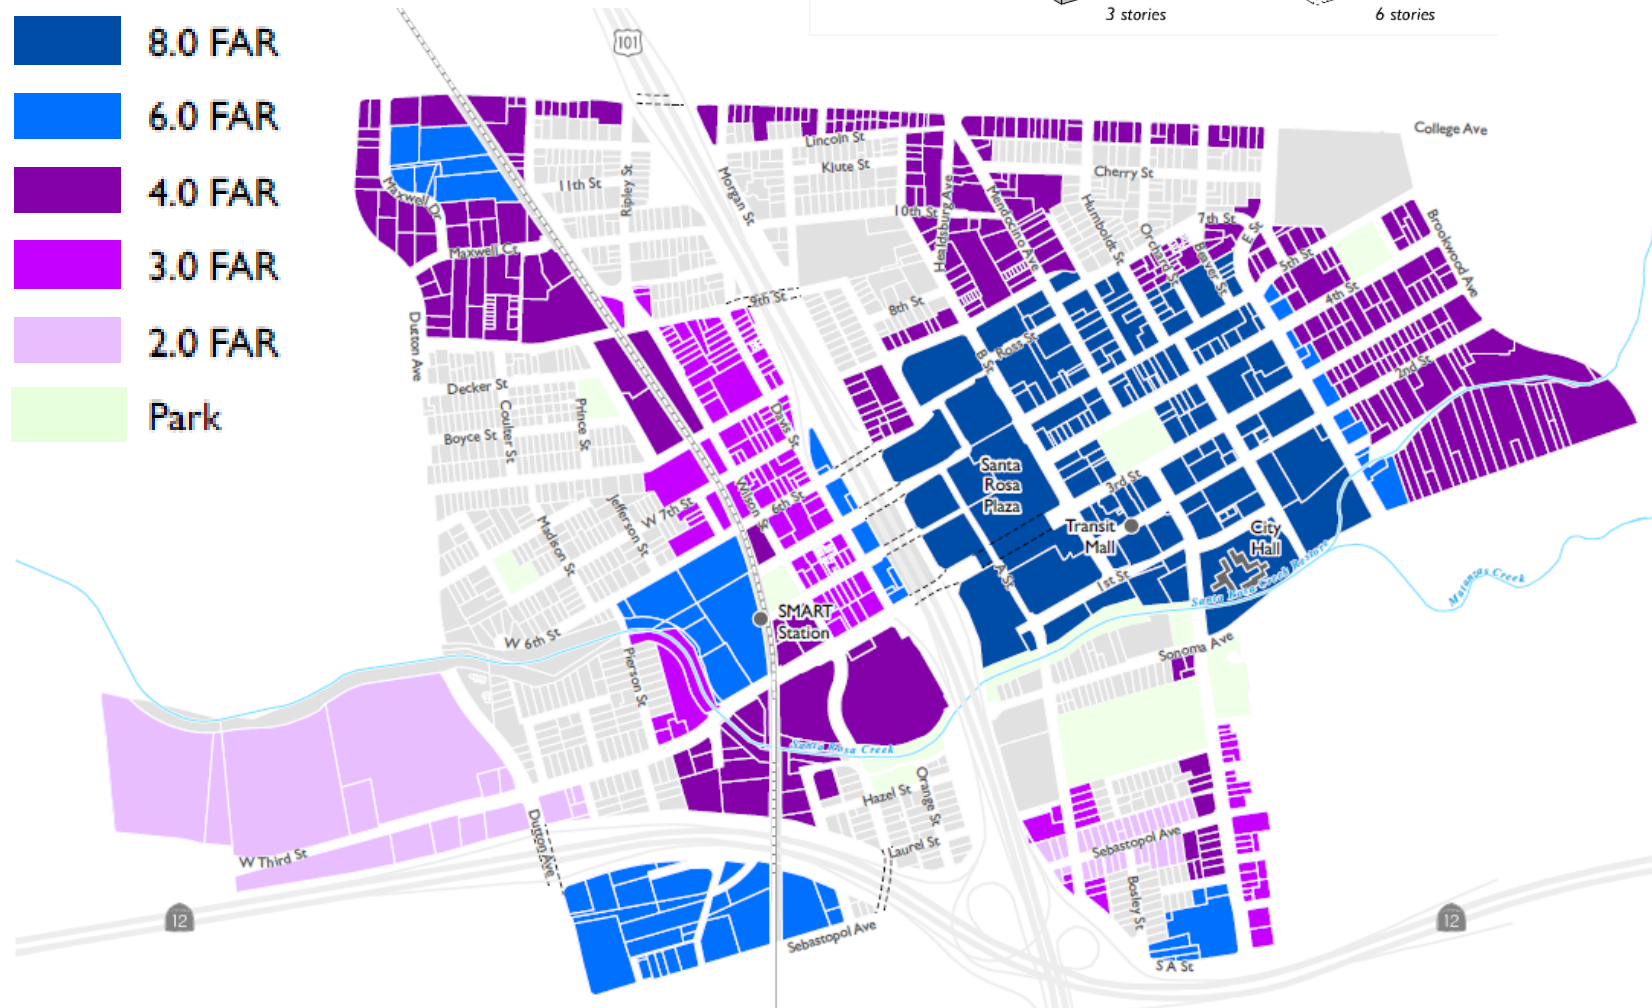 3 stories
6 stories
8.0 FAR
6.0 FAR
4.0 FAR
3.0 FAR
2.0 FAR
Park
101
College Ave
Lincoln St
Klute St
Cherry St
11th St
Ripley St
Morgan St
Maxwell Dr
Maxwell Ct
10th St
Healdsburg Ave
Mendocino Ave
Humboldt St
Orchard St
Beaver St
7th St
E St
Brookwood Ave
5th St
4th St
9th St
8th St
Dutton Ave
B St
Ross St
2nd St
Decker St
Coulter St
Prince St
Boyce St
Davis St
Santa
Rosa
Plaza
3rd St
Transit
Mall
City
Hall
Wilson St
6th St
W 7th St
Jefferson St
Madison St
A St
1st St
Santa Rosa Creek
Matanzas Creek
SMART
Station
W 6th St
Pierson St
Sonoma Ave
Santa Rosa Creek
Hazel St
Orange St
Laurel St
Dutton Ave
W Third St
Sebastopol Ave
Bosley St
12
12
Sebastopol Ave
S A St